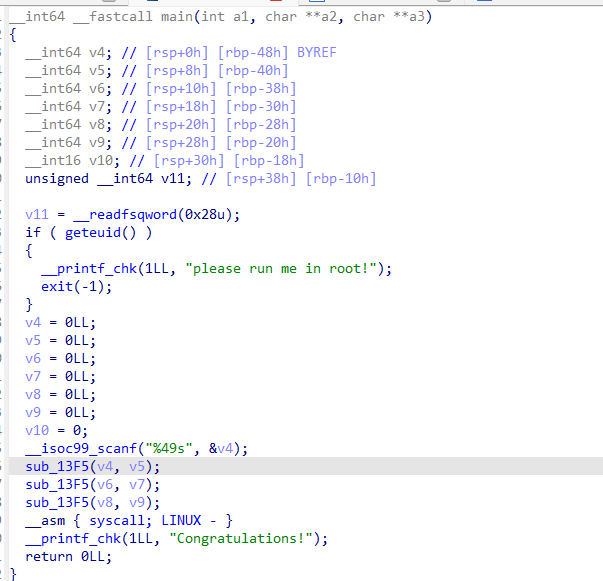 __int64 __fastcall main(int a1, char **a2, char **a3)
{
__int64 v4; // [rsp+0h] [rbp-48h] BYREF
__int64 v5; // [rsp+8h] [rbp-40h]
__int64 v6; // [rsp+10h] [rbp-38h]
__int64 v7; // [rsp+18h] [rbp-30h]
__int64 v8; // [rsp+20h] [rbp-28h]
__int64 v9; // [rsp+28h] [rbp-20h]
__int16 v10; // [rsp+30h] [rbp-18h]
unsigned __int64 v11; // [rsp+38h] [rbp-10h]
v11 = __readfsqword(0x28u);
if ( geteuid() )
{
__printf_chk(1LL, "please run me in root!");
exit(-1);
}
v4 = 0LL;
v5 = 0LL;
v6 = 0LL;
v7 = 0LL;
v8 = 0LL;
v9 = 0LL;
v10 = 0;
__isoc99_scanf("%49s", &v4);
sub_13F5(v4, v5);
sub_13F5(v6, v7);
sub_13F5(v8, v9);
__asm { syscall; LINUX - }
__printf_chk(1LL, "Congratulations!");
return 0LL;
}